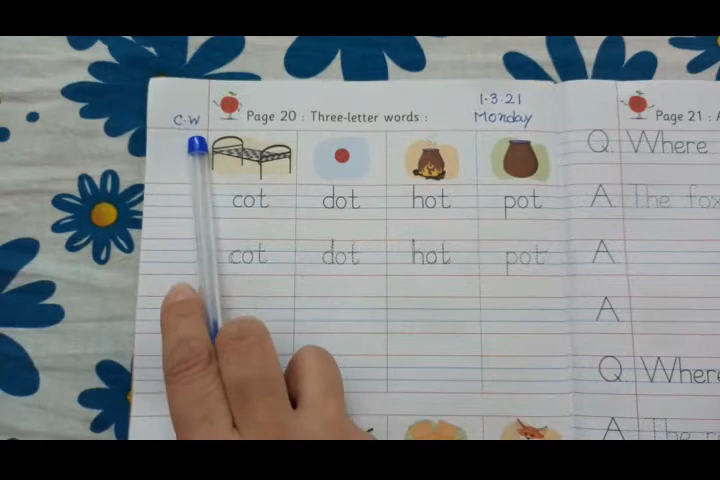 C.W
Page 20 : Three-letter words :
1.3.21
Monday
cot dot hot pot
cot dot hot pot
Page 21 :
Q. Where
A. The fox
A.
A.
Q. Where
A. The